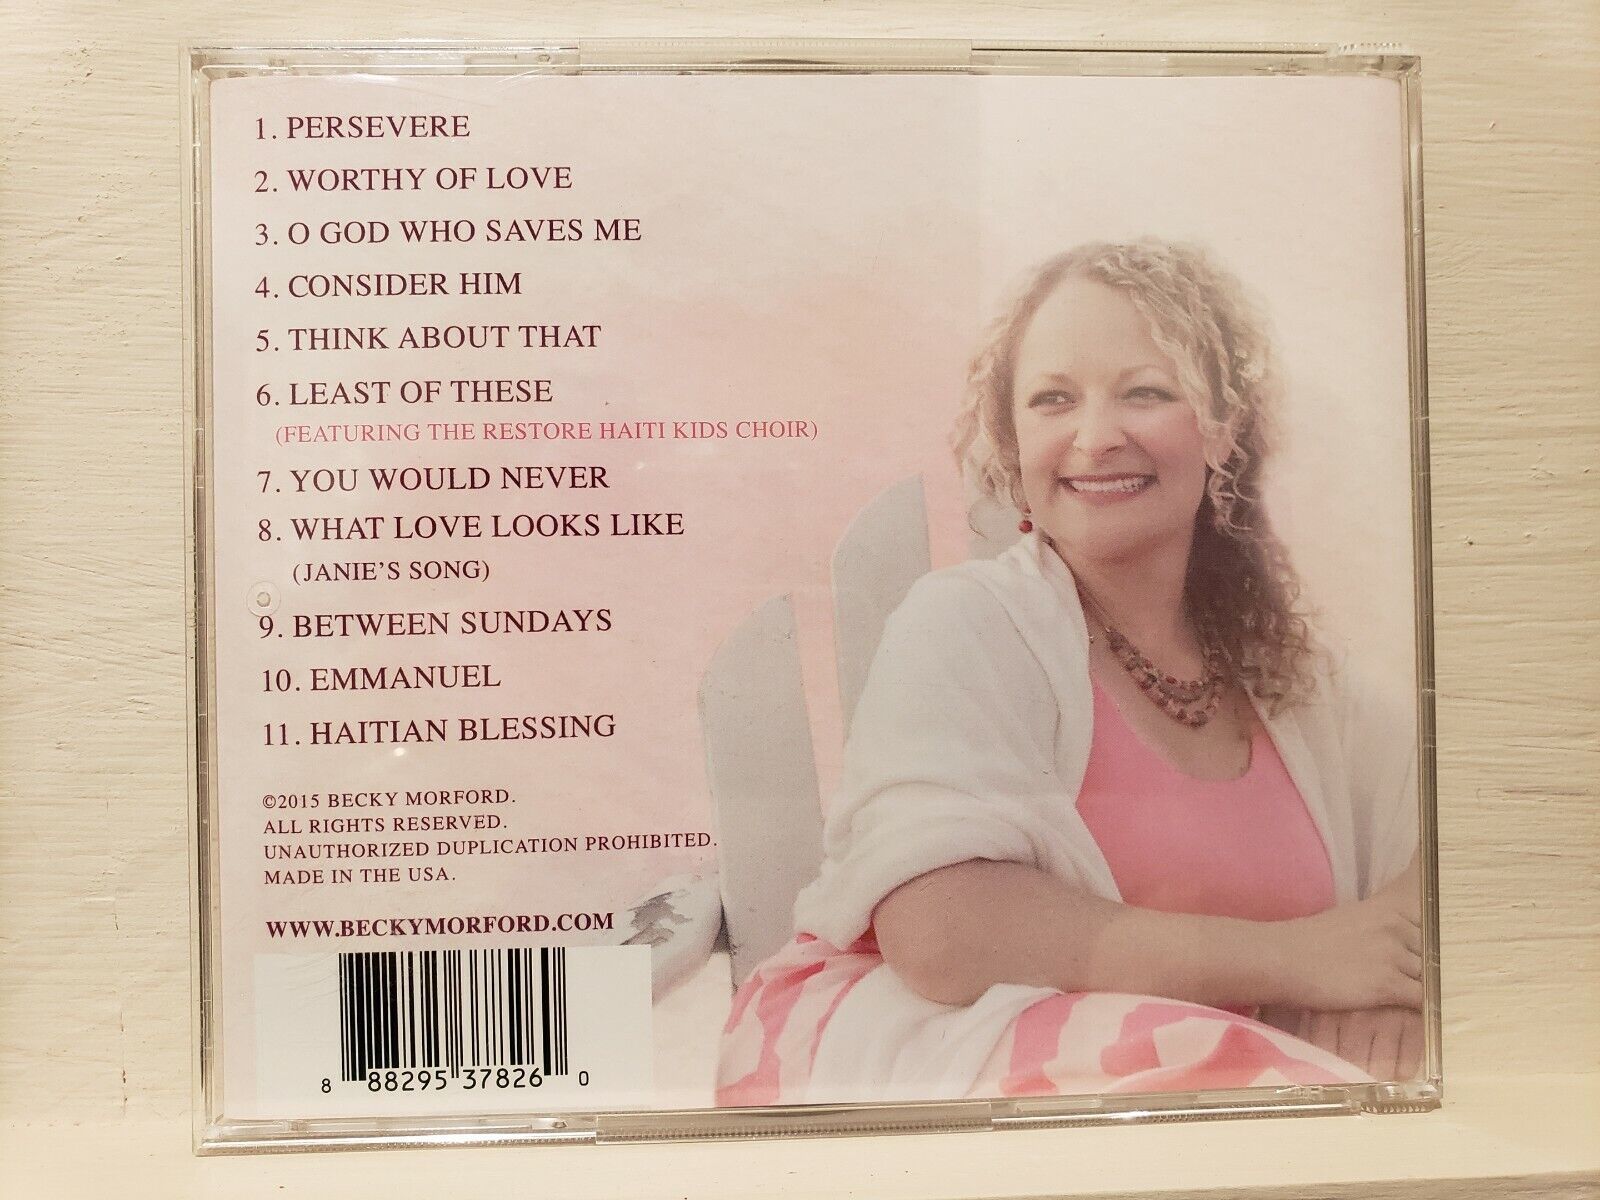 1. PERSEVERE
2. WORTHY OF LOVE
3. O GOD WHO SAVES ME
4. CONSIDER HIM
5. THINK ABOUT THAT
6. LEAST OF THESE
(FEATURING THE RESTORE HAITI KIDS CHOIR)
7. YOU WOULD NEVER
8. WHAT LOVE LOOKS LIKE
(JANIE'S SONG)
9. BETWEEN SUNDAYS
10. EMMANUEL
11. HAITIAN BLESSING
©2015 BECKY MORFORD.
ALL RIGHTS RESERVED.
UNAUTHORIZED DUPLICATION PROHIBITED.
MADE IN THE USA.
WWW.BECKYMORFORD.COM
8 88295 37826 0